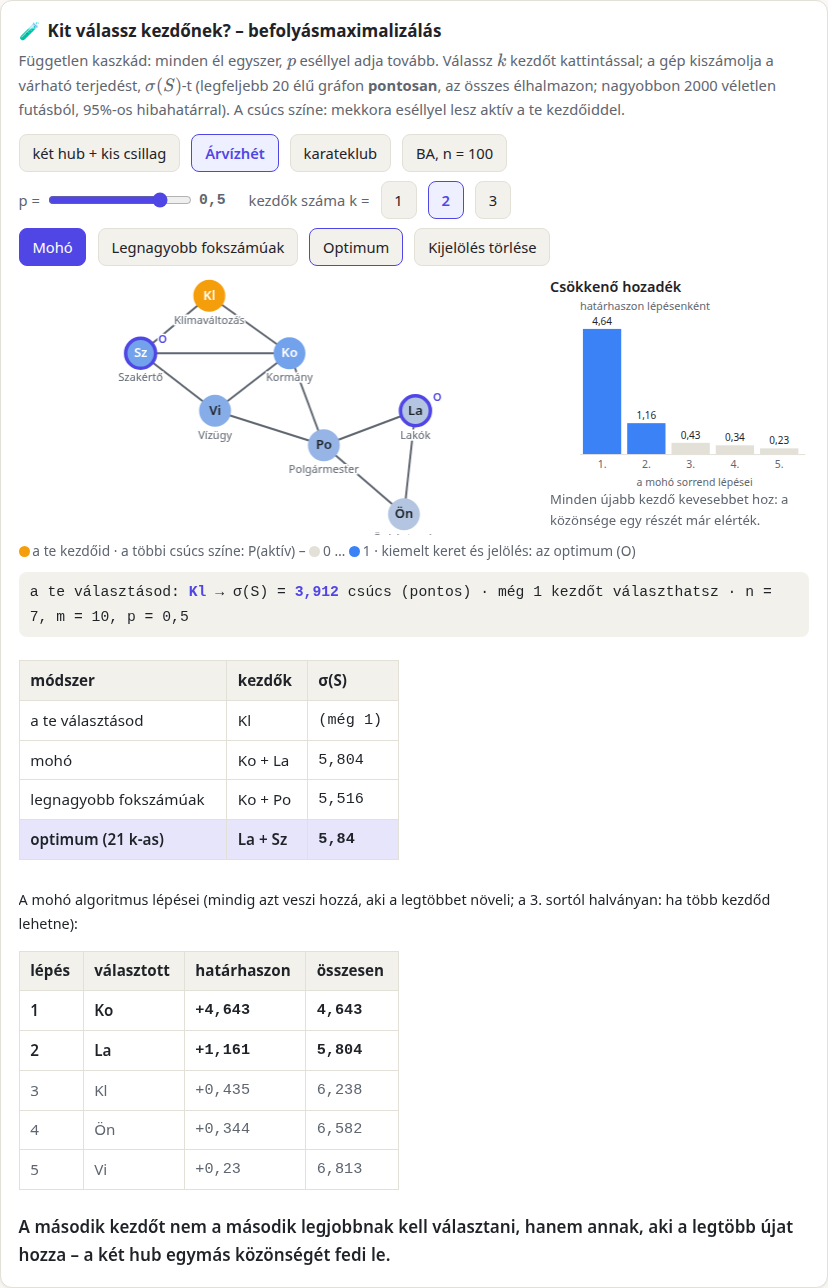 🧪 Kit válassz kezdőnek? – befolyásmaximalizálás
Független kaszkád: minden él egyszer, p eséllyel adja tovább. Válassz k kezdőt kattintással; a gép kiszámolja a
várható terjedést, σ(S)-t (legfeljebb 20 élű gráfon pontosan, az összes élhalmazon; nagyobbon 2000 véletlen
futásból, 95%-os hibahatárral). A csúcs színe: mekkora eséllyel lesz aktív a te kezdőiddel.
két hub + kis csillag
Árvízhét
karateklub
BA, n = 100
p =
0,5
kezdők száma k =
1
2
3
Mohó
Legnagyobb fokszámúak
Optimum
Kijelölés törlése
Kl
Klímaváltozás
Sz
O
Szakértő
Ko
Kormány
Vi
Vízügy
Po
Polgármester
La
O
Lakók
Ön
Csökkenő hozadék
határhaszon lépésenként
4,64
1,16
0,43
0,34
0,23
1.
2.
3.
4.
5.
a mohó sorrend lépései
Minden újabb kezdő kevesebbet hoz: a
közönsége egy részét már elérték.
a te kezdőid · a többi csúcs színe: P(aktív) – 0 … 1 · kiemelt keret és jelölés: az optimum (O)
a te választásod: Kl → σ(S) = 3,912 csúcs (pontos) · még 1 kezdőt választhatsz · n =
7, m = 10, p = 0,5
módszer kezdők σ(S)
a te választásod Kl (még 1)
mohó Ko + La 5,804
legnagyobb fokszámúak Ko + Po 5,516
optimum (21 k-as) La + Sz 5,84
A mohó algoritmus lépései (mindig azt veszi hozzá, aki a legtöbbet növeli; a 3. sortól halványan: ha több kezdőd
lehetne):
lépés választott határhaszon összesen
1 Ko +4,643 4,643
2 La +1,161 5,804
3 Kl +0,435 6,238
4 Ön +0,344 6,582
5 Vi +0,23 6,813
A második kezdőt nem a második legjobbnak kell választani, hanem annak, aki a legtöbb újat
hozza – a két hub egymás közönségét fedi le.